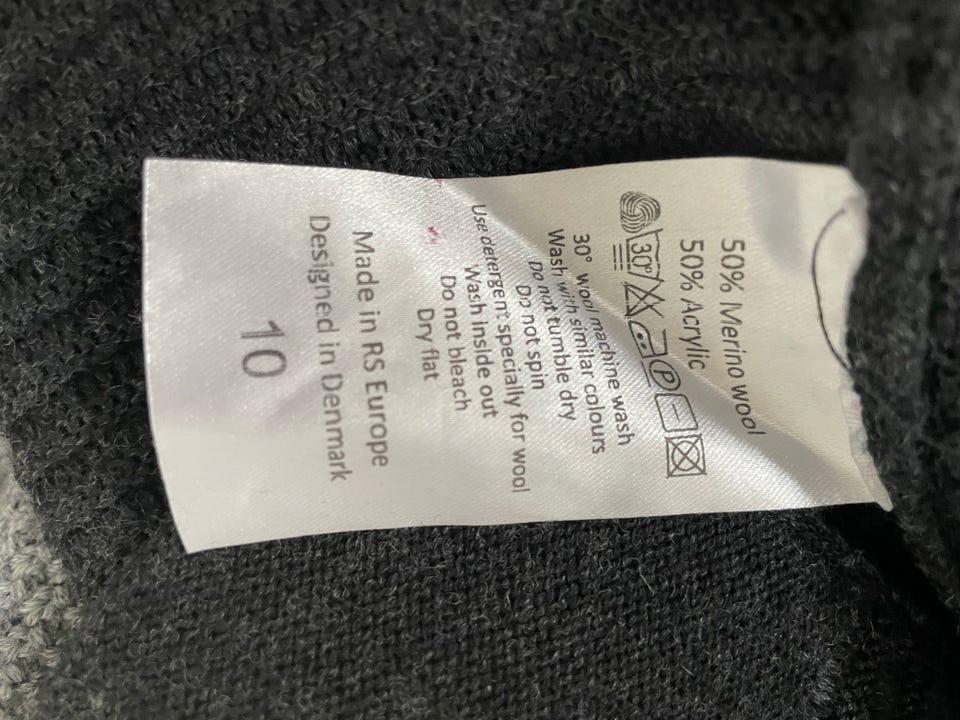 50% Merino wool
50% Acrylic
30° P
30° wool machine wash
Wash with similar colours
Do not tumble dry
Do not spin
Use detergent specially for wool
Wash inside out
Do not bleach
Dry flat
Made in RS Europe
Designed in Denmark
10